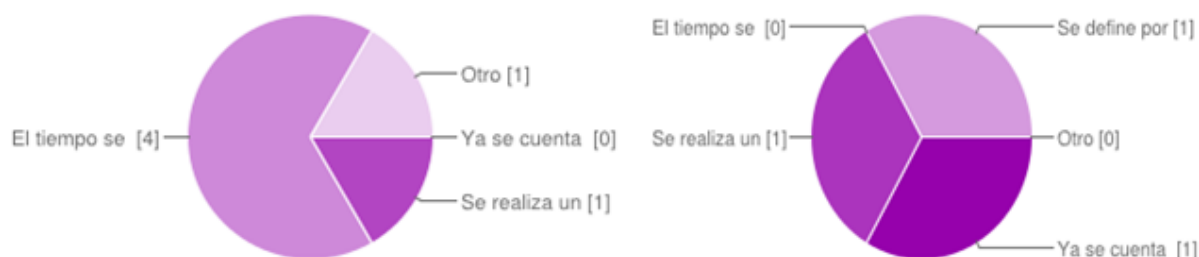 Otro [1]
El tiempo se [4]
Ya se cuenta [0]
Se realiza un [1]
El tiempo se [0]
Se define por [1]
Se realiza un [1]
Otro [0]
Ya se cuenta [1]